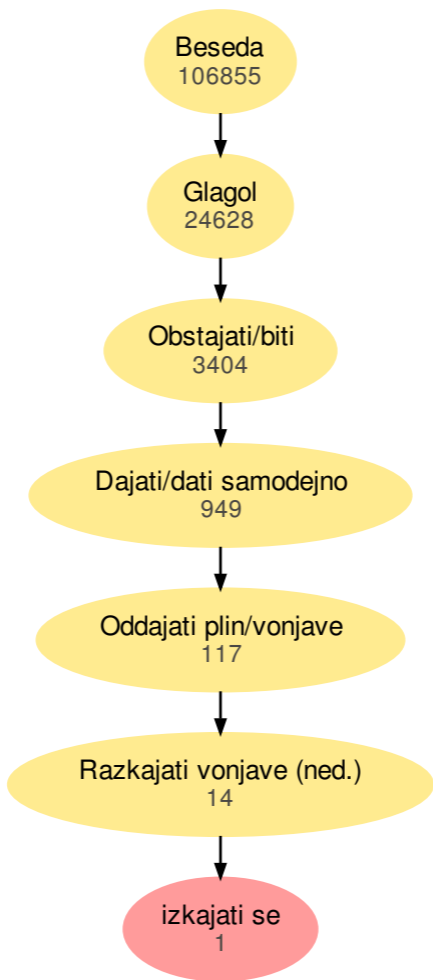 Beseda
106855
Glagol
24628
Obstajati/biti
3404
Dajati/dati samodejno
949
Oddajati plin/vonjave
117
Razkajati vonjave (ned.)
14
izkajati se
1